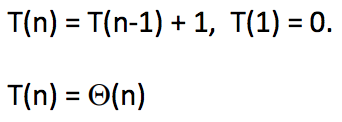 T(n) = T(n-1) + 1, T(1) = 0.
T(n) = Θ(n)